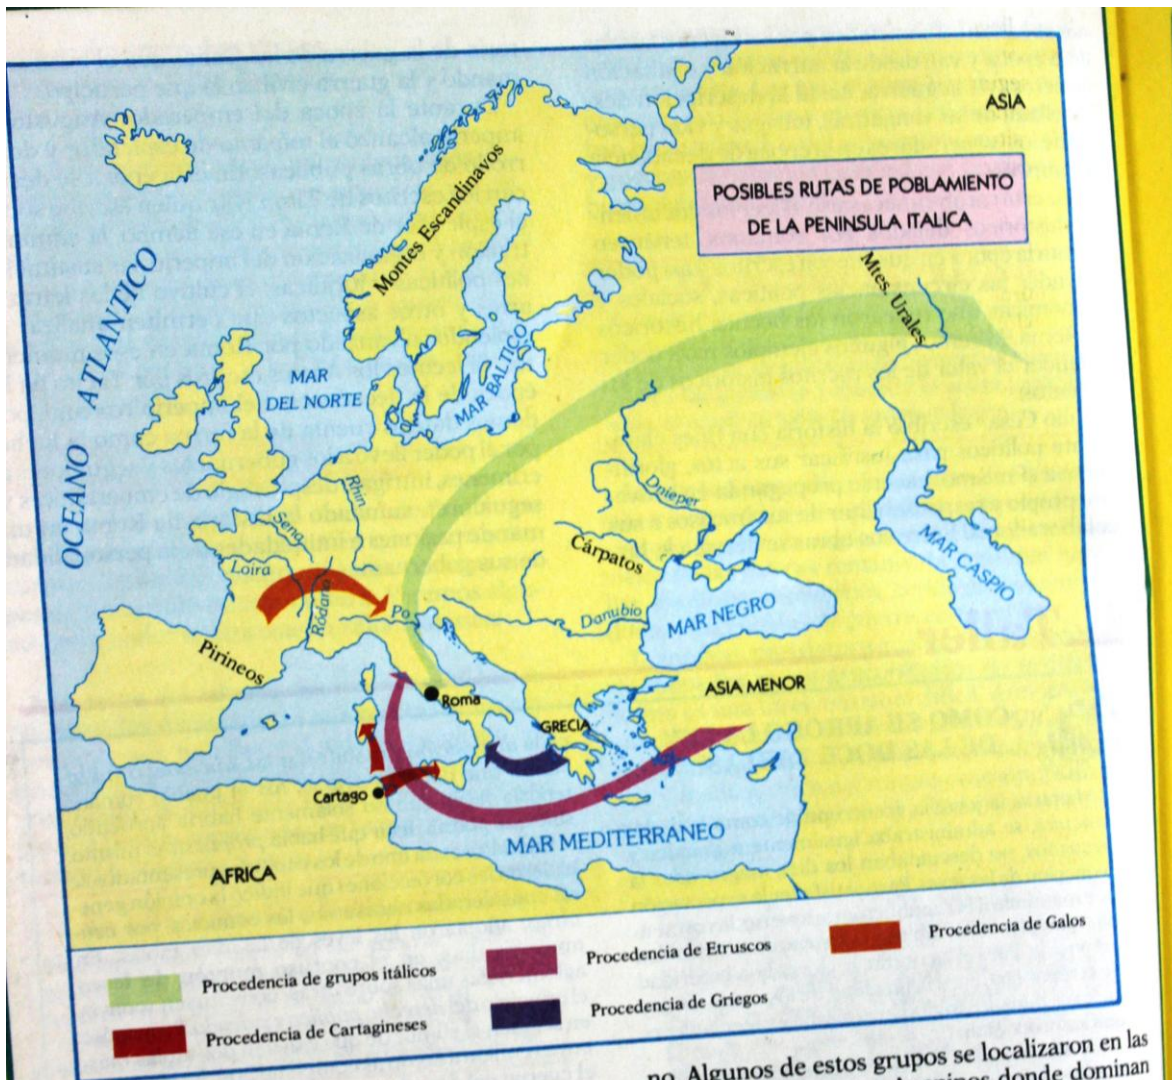 ASIA
POSIBLES RUTAS DE POBLAMIENTO
DE LA PENINSULA ITALICA
Montes Escandinavos
Mtes. Urales
OCEANO ATLANTICO
MAR
DEL NORTE
MAR BALTICO
Rhin
Sena
Loira
Ródano
Po
Dnieper
Cárpatos
Danubio
MAR NEGRO
MAR CASPIO
Pirineos
Roma
ASIA MENOR
GRECIA
Cartago
MAR MEDITERRANEO
AFRICA
Procedencia de grupos itálicos
Procedencia de Etruscos
Procedencia de Galos
Procedencia de Cartagineses
Procedencia de Griegos
no. Algunos de estos grupos se localizaron en las
donde dominan